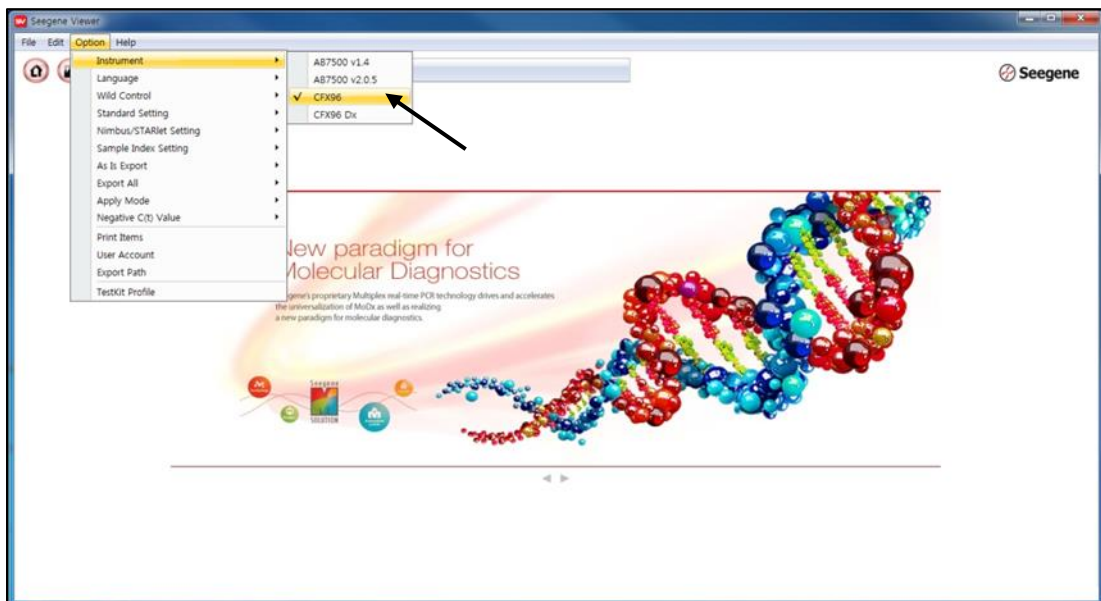 Seegene Viewer
File Edit Option Help
Instrument
Language
Wild Control
Standard Setting
Nimbus/STARlet Setting
Sample Index Setting
As Is Export
Export All
Apply Mode
Negative C(t) Value
Print Items
User Account
Export Path
TestKit Profile
AB7500 v1.4
AB7500 v2.0.5
CFX96
CFX96 Dx
Seegene
New paradigm for
Molecular Diagnostics
proprietary Multiplex real-time PCR technology drives and accelerates
the universalization of MoDx as well as realizing
a new paradigm for molecular diagnostics.
Seegene
SOLUTION